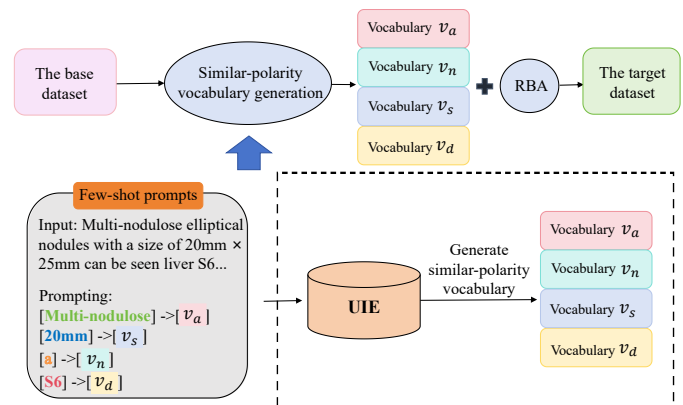 The base
dataset
Similar-polarity
vocabulary generation
Vocabulary v_a
Vocabulary v_n
Vocabulary v_s
Vocabulary v_d
RBA
The target
dataset
Few-shot prompts
Input: Multi-nodulose elliptical
nodules with a size of 20mm ×
25mm can be seen liver S6...
Prompting:
[Multi-nodulose] ->[ v_a ]
[20mm] ->[ v_s ]
[a] ->[ v_n ]
[S6] ->[ v_d ]
UIE
Generate
similar-polarity
vocabulary
Vocabulary v_a
Vocabulary v_n
Vocabulary v_s
Vocabulary v_d